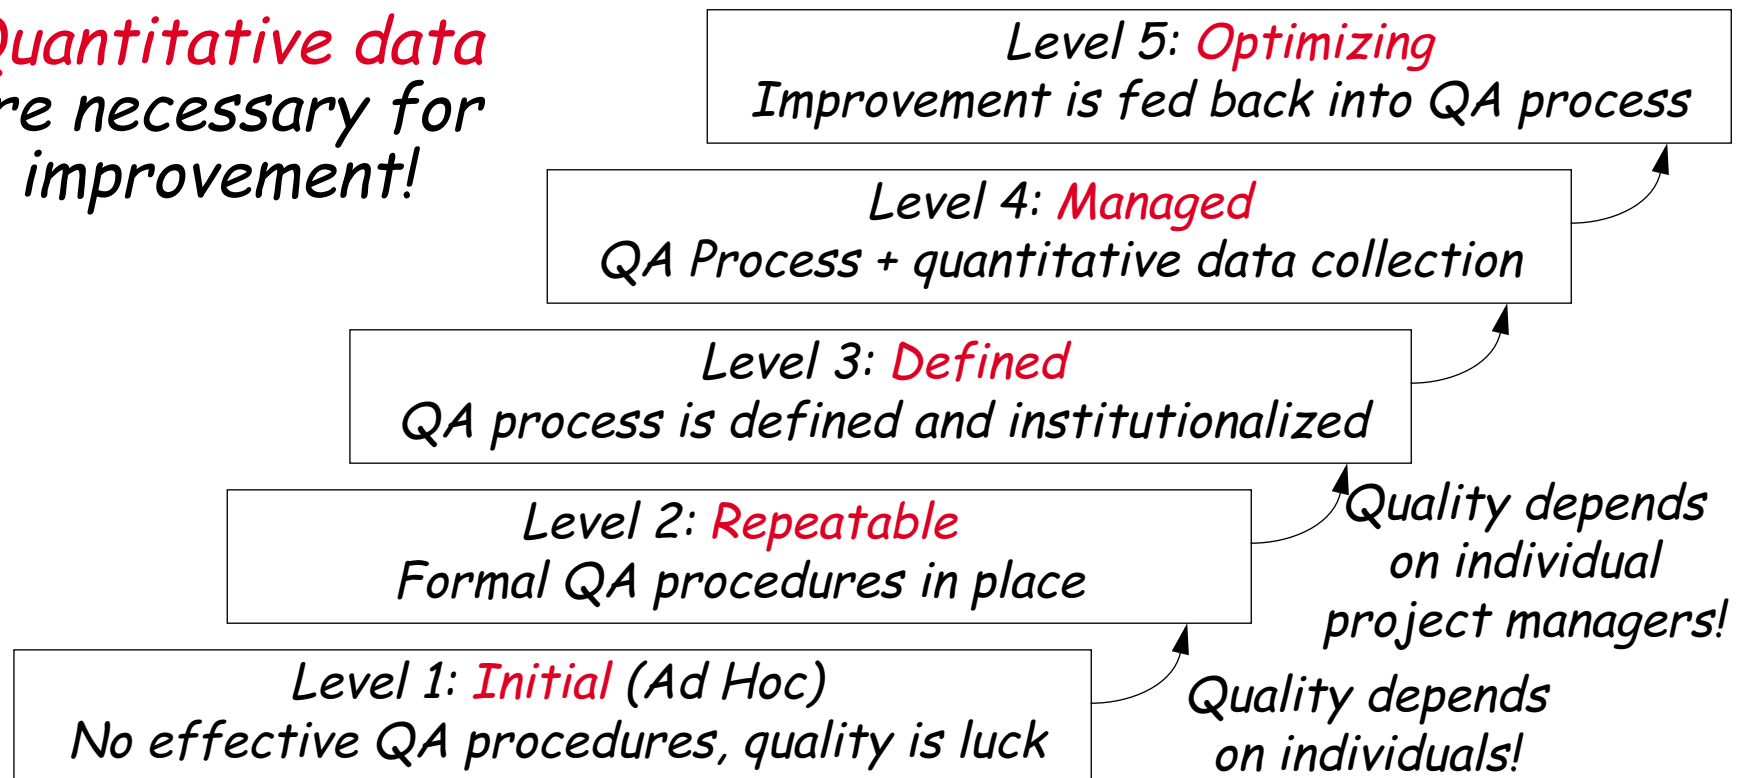 uantitative data
re necessary for
improvement!
Level 5: Optimizing
Improvement is fed back into QA process
Level 4: Managed
QA Process + quantitative data collection
Level 3: Defined
QA process is defined and institutionalized
Level 2: Repeatable
Formal QA procedures in place
Quality depends
on individual
project managers!
Level 1: Initial (Ad Hoc)
No effective QA procedures, quality is luck
Quality depends
on individuals!